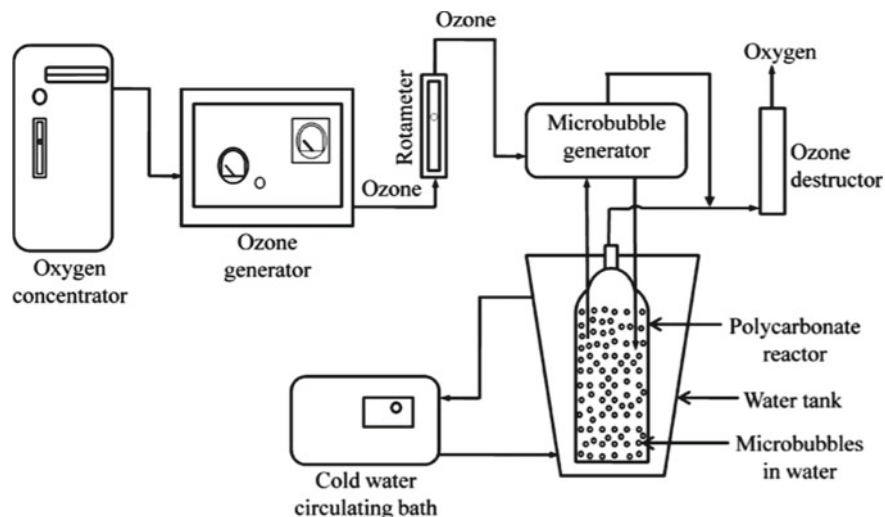 Oxygen
concentrator
Ozone
generator
Ozone
Rotameter
Ozone
Microbubble
generator
Oxygen
Ozone
destructor
Polycarbonate
reactor
Water tank
Microbubbles
in water
Cold water
circulating bath